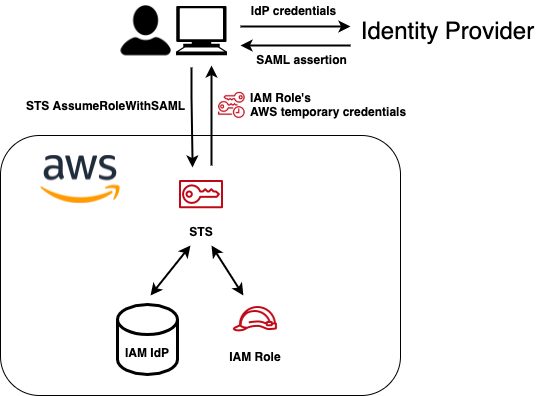 IdP credentials
Identity Provider
SAML assertion
STS AssumeRoleWithSAML
IAM Role's
AWS temporary credentials
aws
STS
IAM IdP
IAM Role